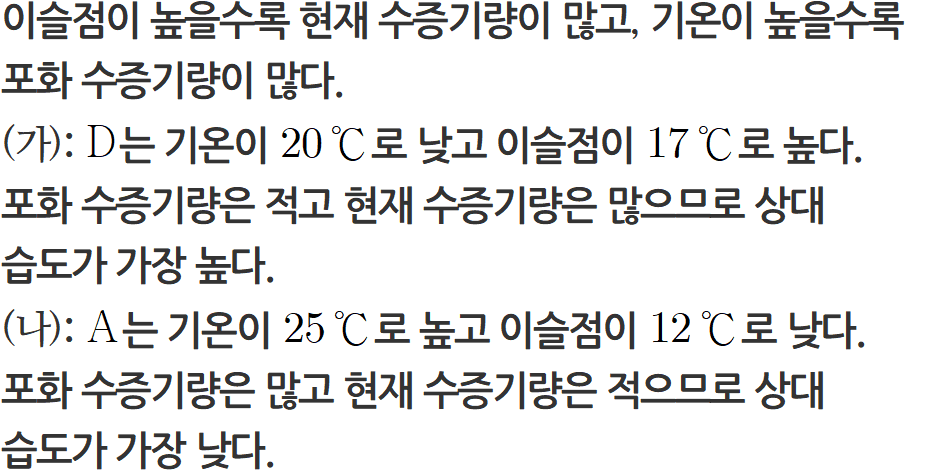 이슬점이 높을수록 현재 수증기량이 많고, 기온이 높을수록
포화 수증기량이 많다.
(가): D는 기온이 20 ℃로 낮고 이슬점이 17 ℃로 높다.
포화 수증기량은 적고 현재 수증기량은 많으므로 상대
습도가 가장 높다.
(나): A는 기온이 25 ℃로 높고 이슬점이 12 ℃로 낮다.
포화 수증기량은 많고 현재 수증기량은 적으므로 상대
습도가 가장 낮다.